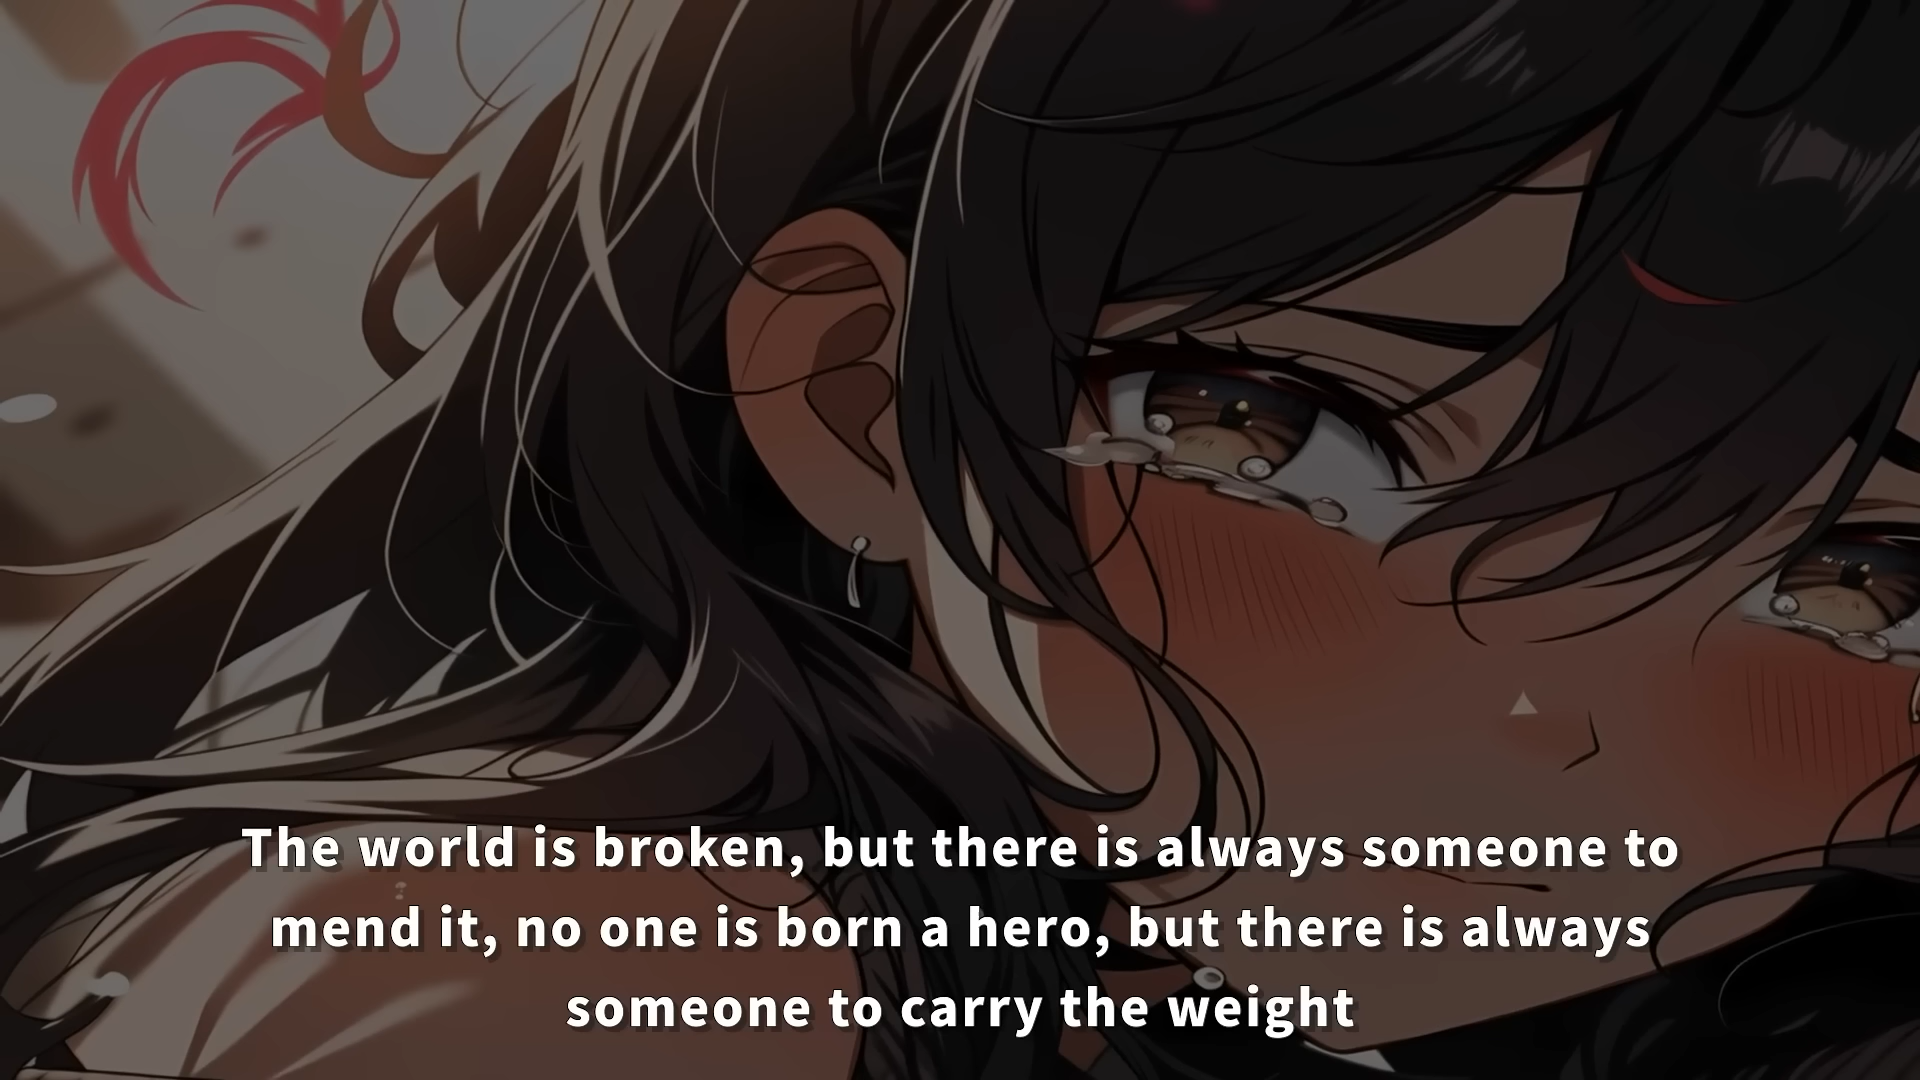 The world is broken, but there is always someone to
mend it, no one is born a hero, but there is always
someone to carry the weight